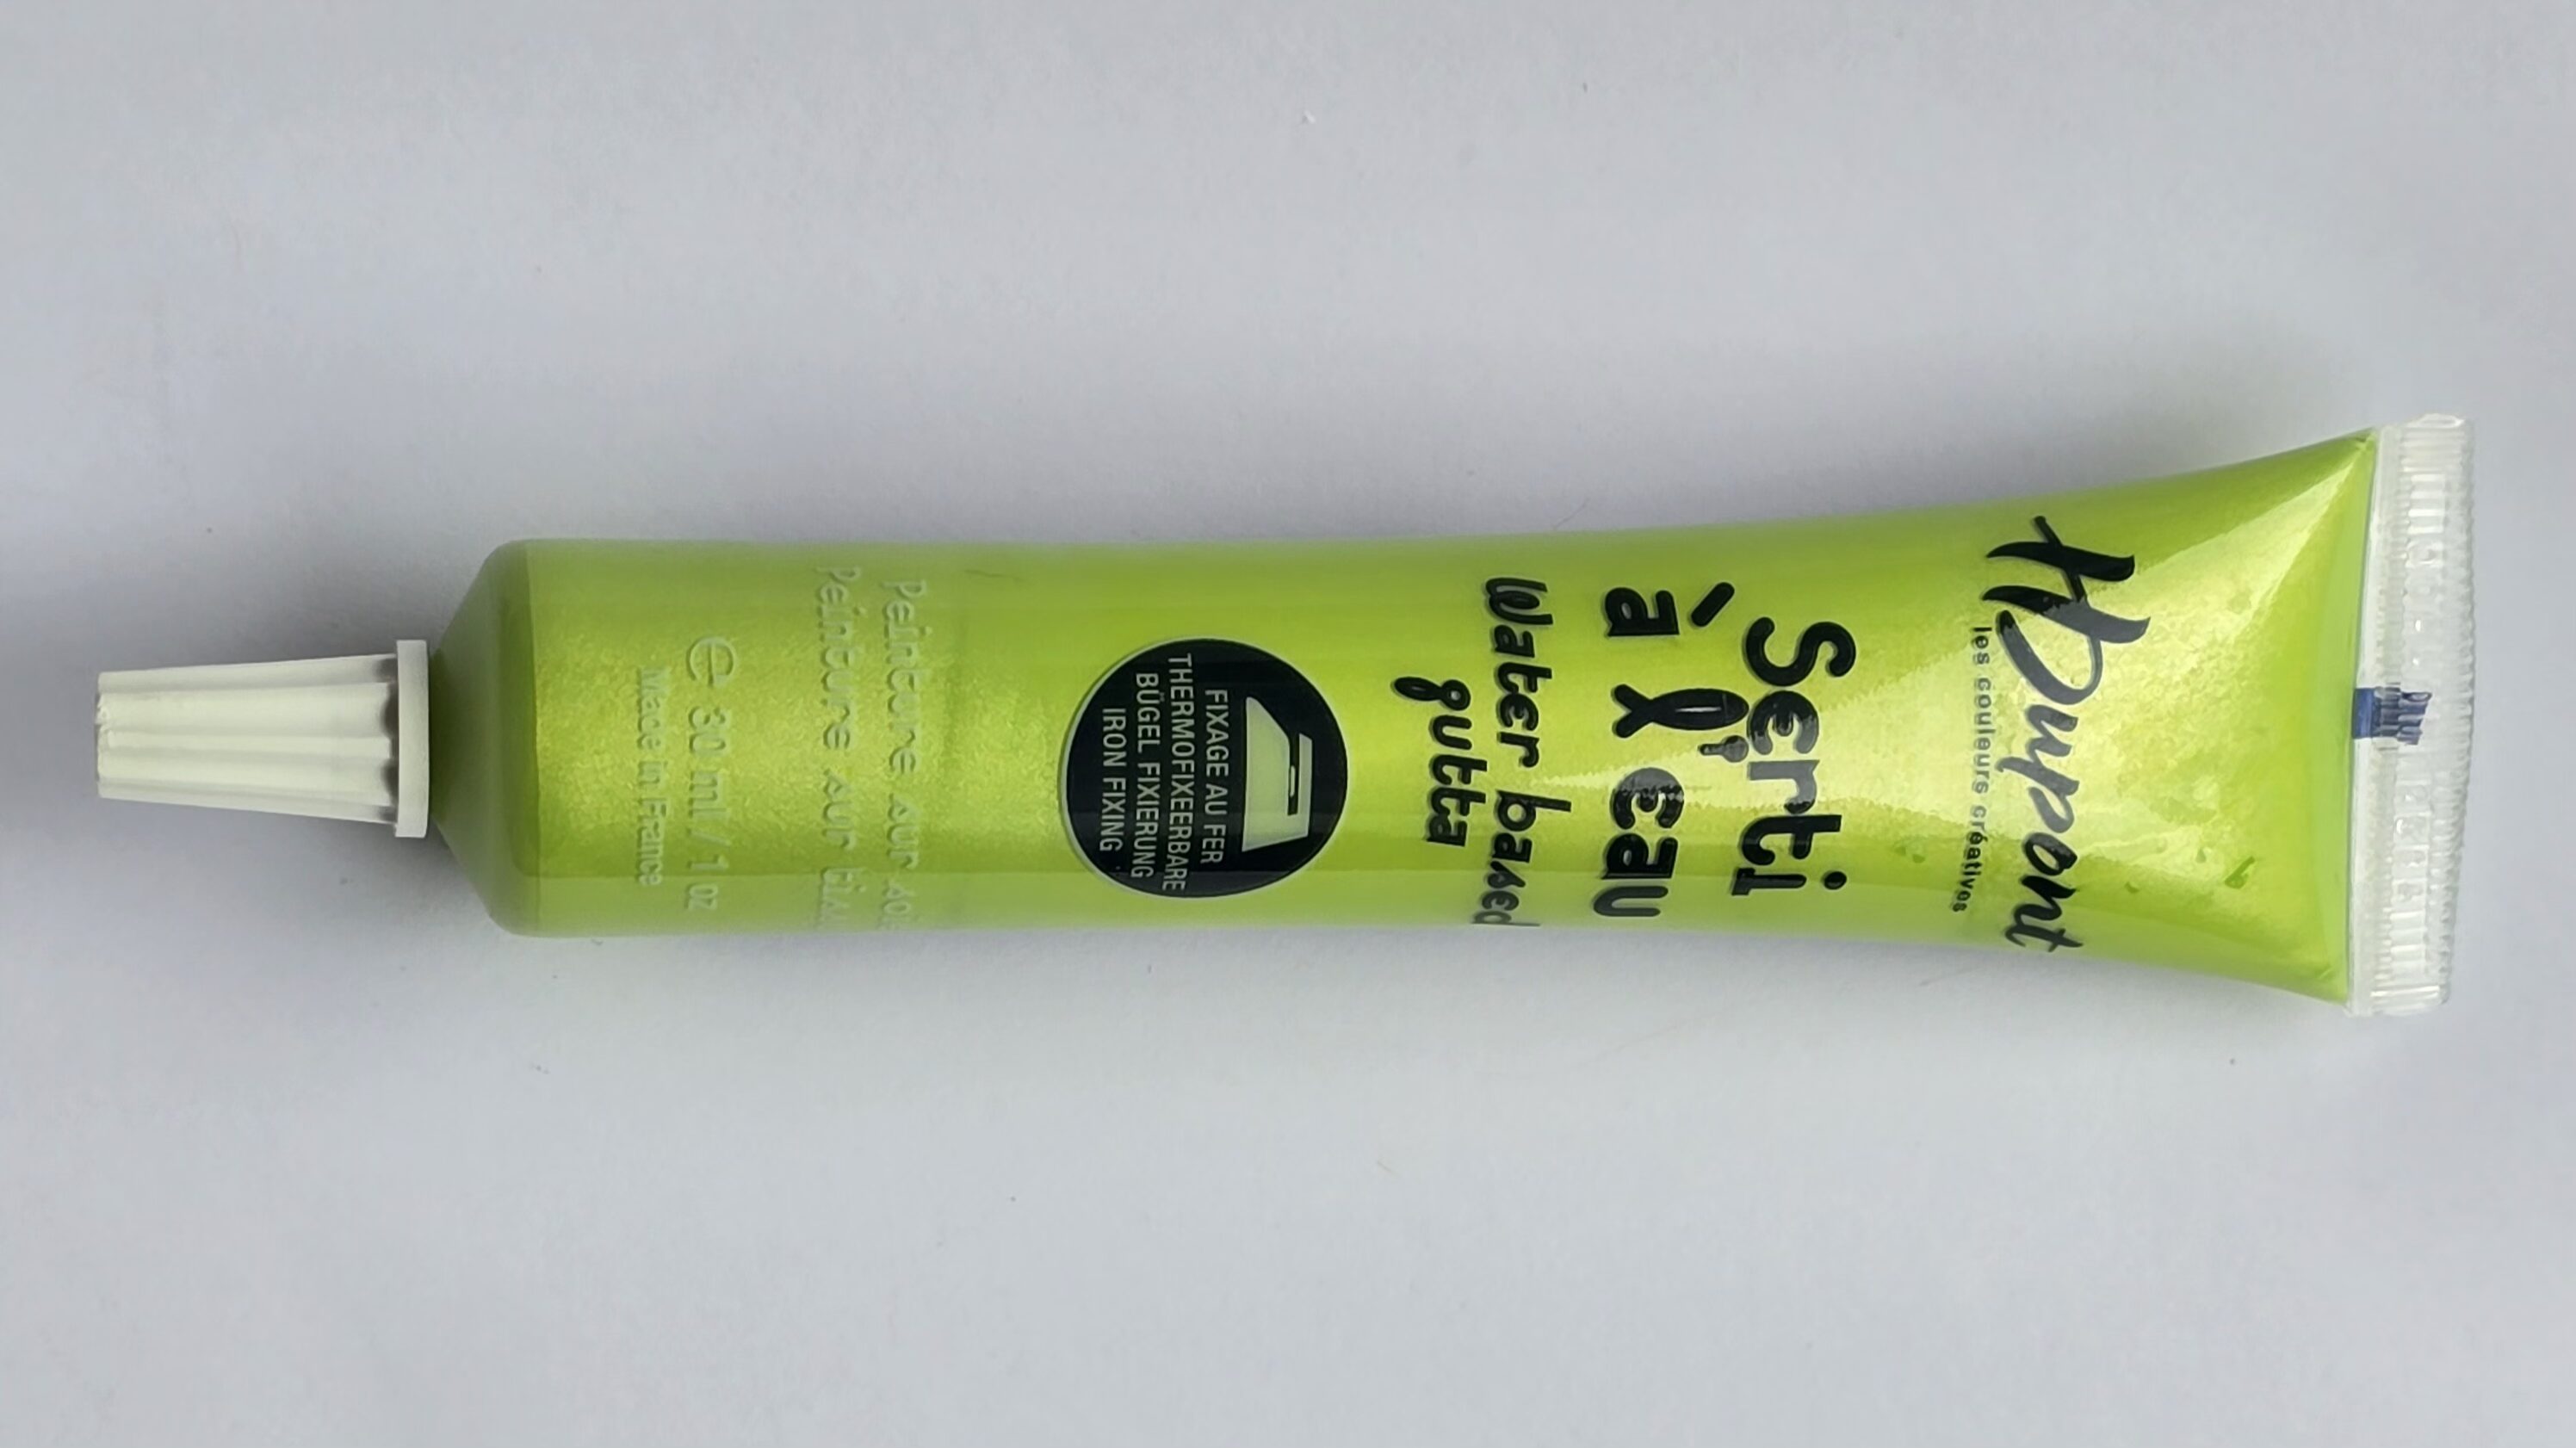 H Dupont
les couleurs créatives
Serti
à l'eau
Water based
gutta
FIXAGE AU FER
THERMOFIXEERBARE
BÜGEL FIXIERUNG
IRON FIXING
Peinture sur
Peinture sur
e 30 ml / 1 oz
Made in France